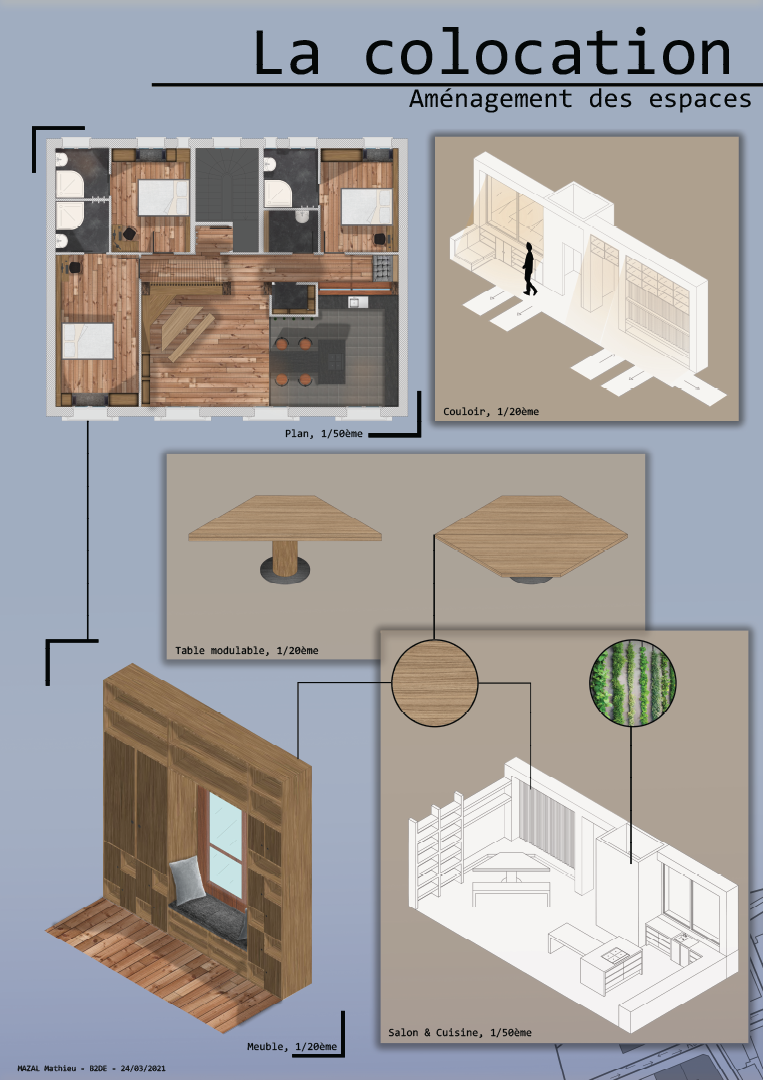 La colocation
Aménagement des espaces
Plan, 1/50ème
Couloir, 1/20ème
Table modulable, 1/20ème
Meuble, 1/20ème
Salon & Cuisine, 1/50ème
MAZAL Mathieu - B2DE - 24/03/2021